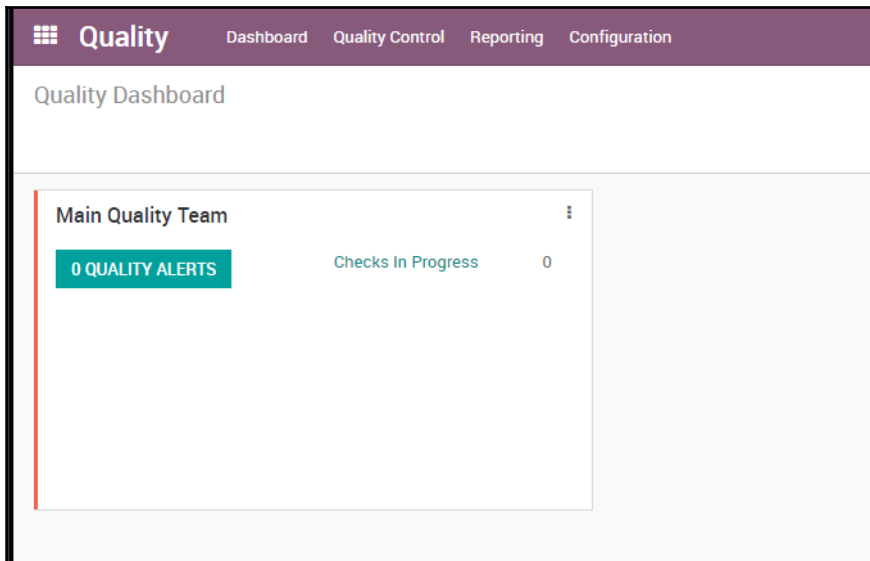 Quality Dashboard Quality Control Reporting Configuration
Quality Dashboard
Main Quality Team
0 QUALITY ALERTS Checks In Progress 0